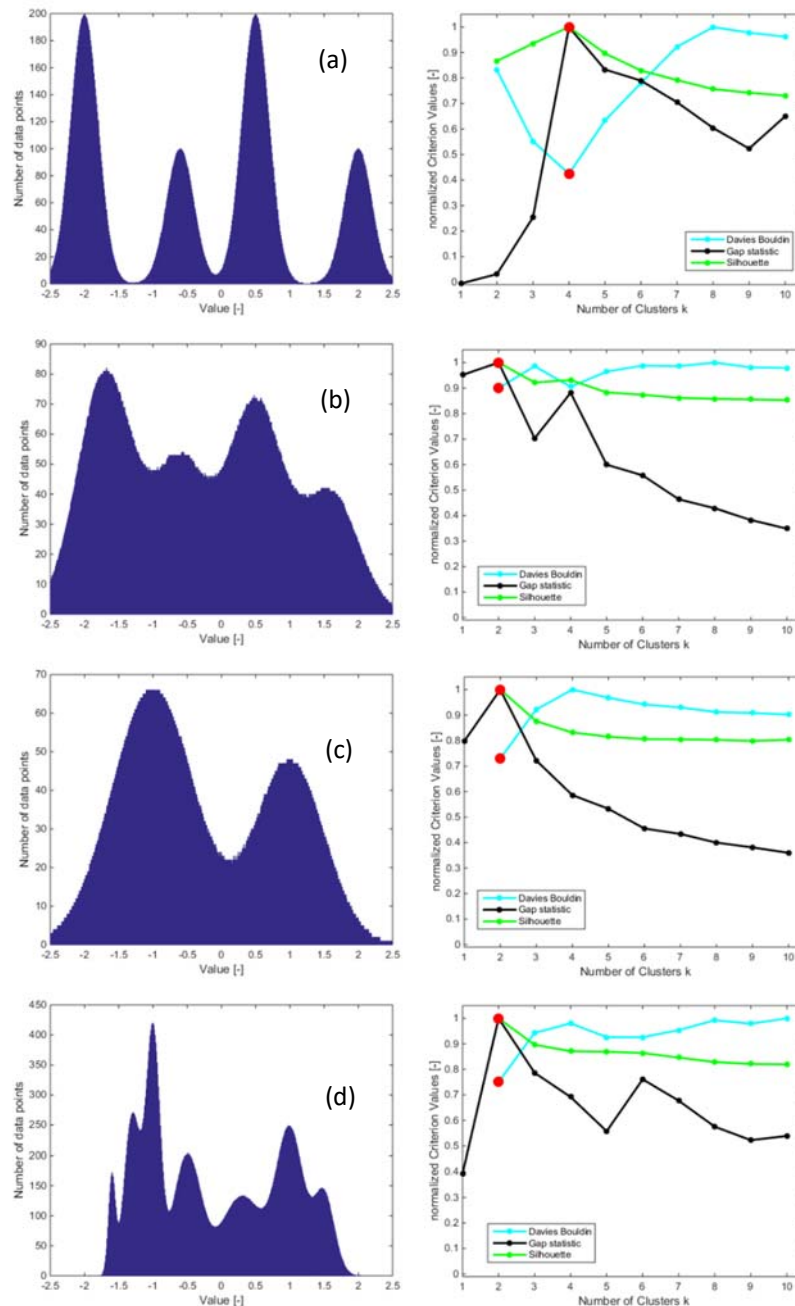 200
180
160
140
120
100
80
60
40
20
0
Number of data points
(a)
-2.5 -2 -1.5 -1 -0.5 0 0.5 1 1.5 2 2.5
Value [-]
1
0.9
0.8
0.7
0.6
0.5
0.4
0.3
0.2
0.1
0
normalized Criterion Values [-]
Davies Bouldin
Gap statistic
Silhouette
1 2 3 4 5 6 7 8 9 10
Number of Clusters k
90
80
70
60
50
40
30
20
10
0
Number of data points
(b)
-2.5 -2 -1.5 -1 -0.5 0 0.5 1 1.5 2 2.5
Value [-]
1
0.9
0.8
0.7
0.6
0.5
0.4
0.3
0.2
0.1
0
normalized Criterion Values [-]
Davies Bouldin
Gap statistic
Silhouette
1 2 3 4 5 6 7 8 9 10
Number of Clusters k
70
60
50
40
30
20
10
0
Number of data points
(c)
-2.5 -2 -1.5 -1 -0.5 0 0.5 1 1.5 2 2.5
Value [-]
1
0.9
0.8
0.7
0.6
0.5
0.4
0.3
0.2
0.1
0
normalized Criterion Values [-]
Davies Bouldin
Gap statistic
Silhouette
1 2 3 4 5 6 7 8 9 10
Number of Clusters k
450
400
350
300
250
200
150
100
50
0
Number of data points
(d)
-2.5 -2 -1.5 -1 -0.5 0 0.5 1 1.5 2 2.5
Value [-]
1
0.9
0.8
0.7
0.6
0.5
0.4
0.3
0.2
0.1
0
normalized Criterion Values [-]
Davies Bouldin
Gap statistic
Silhouette
1 2 3 4 5 6 7 8 9 10
Number of Clusters k